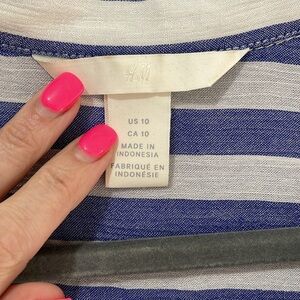 H&M
US 10
CA 10
MADE IN
INDONESIA
FABRIQUÉ EN
INDONÉSIE